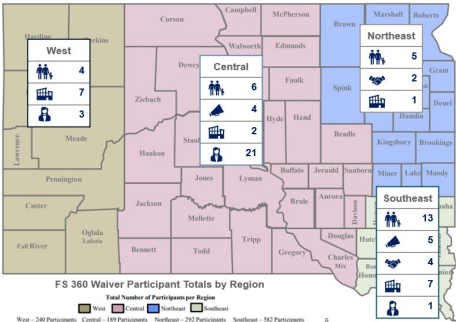 Campbell
McPherson
Marshall
Roberts
Corson
Brown
Harding
Perkins
West
4
7
3
Walworth
Edmunds
Northeast
5
2
1
Dewey
Central
6
4
2
21
Faulk
Spink
Grant
Deuel
Hamlin
Ziebach
Hyde
Hand
Beadle
Kingsbury
Brookings
Meade
Lawrence
Haakon
Buffalo
Jerauld
Sanborn
Miner
Lake
Moody
Pennington
Jones
Lyman
Custer
Jackson
Brule
Aurora
Davison
Southeast
13
5
4
7
1
Mellette
Fall River
Oglala
Lakota
Tripp
Douglas
Charles
Mix
Bennett
Todd
Gregory
FS 360 Waiver Participant Totals by Region
Total Number of Participants per Region
West Central Northeast Southeast
West – 240 Participants Central – 189 Participants Northeast – 292 Participants Southeast – 582 Participants 6